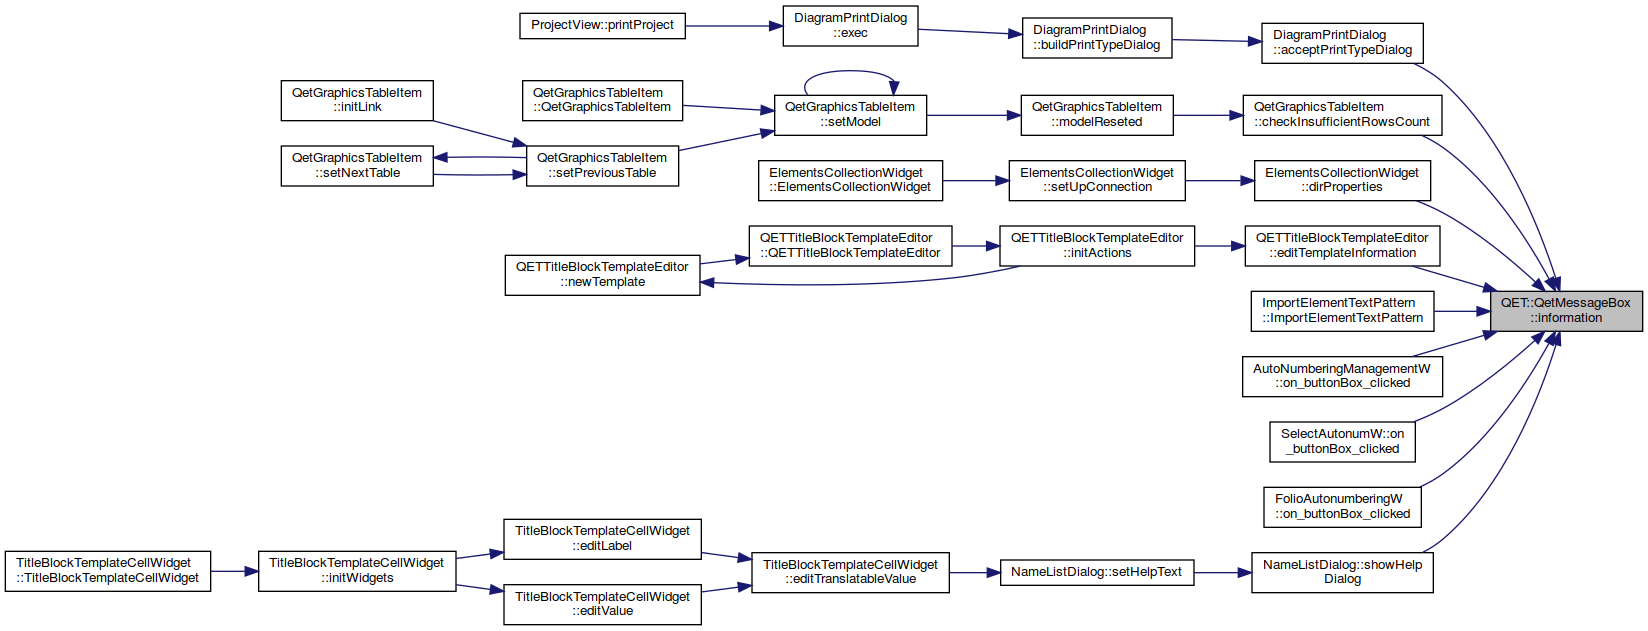 ProjectView::printProject
DiagramPrintDialog
::exec
DiagramPrintDialog
::buildPrintTypeDialog
DiagramPrintDialog
::acceptPrintTypeDialog
QetGraphicsTableItem
::initLink
QetGraphicsTableItem
::QetGraphicsTableItem
QetGraphicsTableItem
::setModel
QetGraphicsTableItem
::modelReseted
QetGraphicsTableItem
::checkInsufficientRowsCount
QetGraphicsTableItem
::setNextTable
QetGraphicsTableItem
::setPreviousTable
ElementsCollectionWidget
::ElementsCollectionWidget
ElementsCollectionWidget
::setUpConnection
ElementsCollectionWidget
::dirProperties
QETTitleBlockTemplateEditor
::newTemplate
QETTitleBlockTemplateEditor
::QETTitleBlockTemplateEditor
QETTitleBlockTemplateEditor
::initActions
QETTitleBlockTemplateEditor
::editTemplateInformation
ImportElementTextPattern
::ImportElementTextPattern
QET::QetMessageBox
::information
AutoNumberingManagementW
::on_buttonBox_clicked
SelectAutonumW::on
_buttonBox_clicked
FolioAutonumberingW
::on_buttonBox_clicked
TitleBlockTemplateCellWidget
::TitleBlockTemplateCellWidget
TitleBlockTemplateCellWidget
::initWidgets
TitleBlockTemplateCellWidget
::editLabel
TitleBlockTemplateCellWidget
::editValue
TitleBlockTemplateCellWidget
::editTranslatableValue
NameListDialog::setHelpText
NameListDialog::showHelp
Dialog